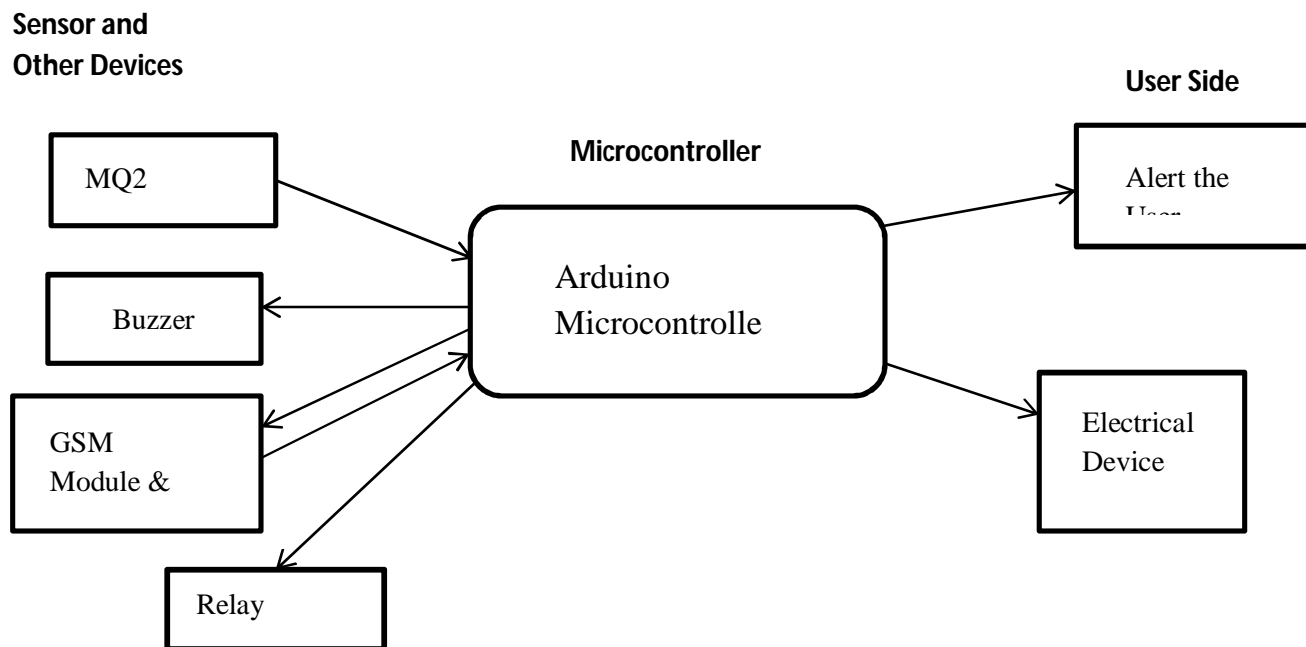 Sensor and
Other Devices
User Side
Microcontroller
MQ2
Alert the
Arduino
Microcontrolle
Buzzer
GSM
Module &
Electrical
Device
Relay